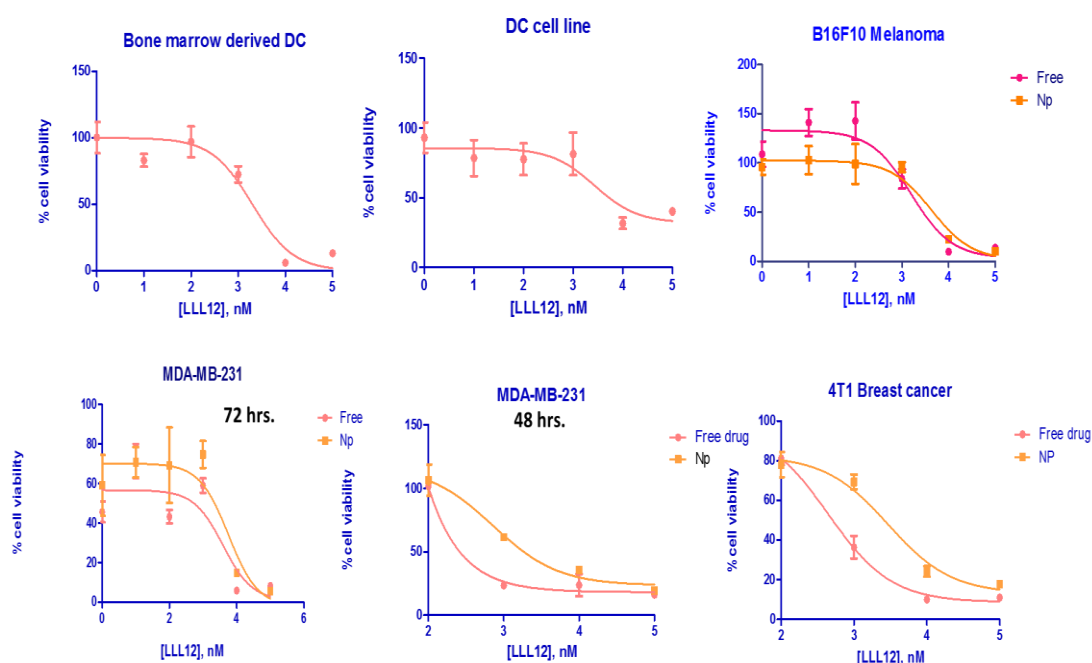 Bone marrow derived DC
% cell viability
150
100
50
0
0 1 2 3 4 5
[LLL12], nM
DC cell line
% cell viability
150
100
50
0
0 1 2 3 4 5
[LLL12], nM
B16F10 Melanoma
% cell viability
200
150
100
50
0
0 1 2 3 4 5
[LLL12], nM
Free
Np
MDA-MB-231
72 hrs.
% cell viability
100
80
60
40
20
0
0 2 4 6
[LLL12], nM
Free
Np
MDA-MB-231
48 hrs.
% cell viability
150
100
50
0
2 3 4 5
[LLL12], nM
Free drug
Np
4T1 Breast cancer
% cell viability
100
80
60
40
20
0
2 3 4 5
[LLL12], nM
Free drug
NP